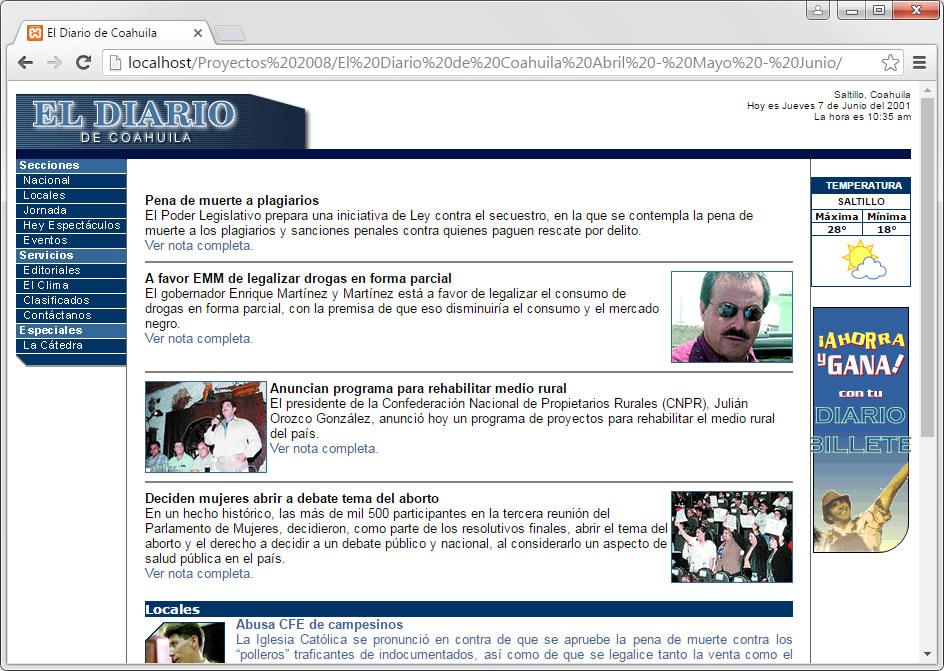 El Diario de Coahuila
localhost/Proyectos%202008/El%20Diario%20de%20Coahuila%20Abril%20-%20Mayo%20-%20Junio/
EL DIARIO
DE COAHUILA
Saltillo, Coahuila
Hoy es Jueves 7 de Junio del 2001
La hora es 10:35 am
Secciones
Nacional
Locales
Jornada
Hey Espectáculos
Eventos
Servicios
Editoriales
El Clima
Clasificados
Contáctanos
Especiales
La Cátedra
Pena de muerte a plagiarios
El Poder Legislativo prepara una iniciativa de Ley contra el secuestro, en la que se contempla la pena de
muerte a los plagiarios y sanciones penales contra quienes paguen rescate por delito.
Ver nota completa.
A favor EMM de legalizar drogas en forma parcial
El gobernador Enrique Martínez y Martínez está a favor de legalizar el consumo de
drogas en forma parcial, con la premisa de que eso disminuiría el consumo y el mercado
negro.
Ver nota completa.
Anuncian programa para rehabilitar medio rural
El presidente de la Confederación Nacional de Propietarios Rurales (CNPR), Julián
Orozco González, anunció hoy un programa de proyectos para rehabilitar el medio rural
del país.
Ver nota completa.
Deciden mujeres abrir a debate tema del aborto
En un hecho histórico, las más de mil 500 participantes en la tercera reunión del
Parlamento de Mujeres, decidieron, como parte de los resolutivos finales, abrir el tema del
aborto y el derecho a decidir a un debate público y nacional, al considerarlo un aspecto de
salud pública en el país.
Ver nota completa.
Locales
Abusa CFE de campesinos
La Iglesia Católica se pronunció en contra de que se apruebe la pena de muerte contra los
“polleros” traficantes de indocumentados, así como de que se legalice tanto la venta como el
TEMPERATURA
SALTILLO
Máxima Mínima
28° 18°
¡AHORRA
y GANA!
con tu
DIARIO
BILLETE